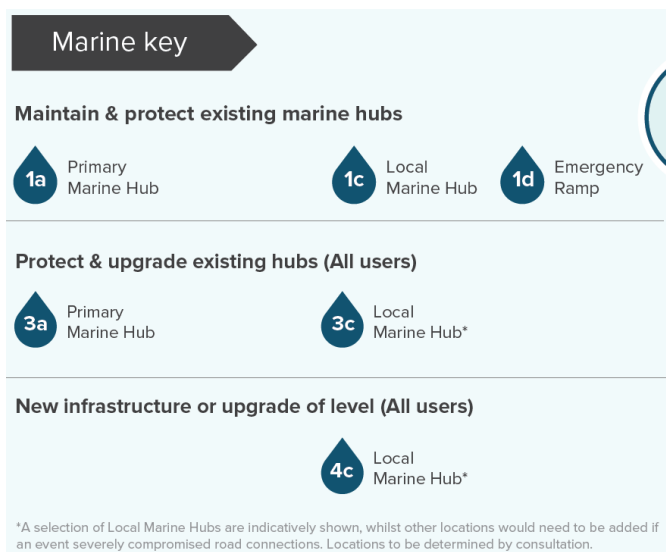 Marine key
Maintain & protect existing marine hubs
1a
Primary
Marine Hub
1c
Local
Marine Hub
1d
Emergency
Ramp
Protect & upgrade existing hubs (All users)
3a
Primary
Marine Hub
3c
Local
Marine Hub*
New infrastructure or upgrade of level (All users)
4c
Local
Marine Hub*
*A selection of Local Marine Hubs are indicatively shown, whilst other locations would need to be added if
an event severely compromised road connections. Locations to be determined by consultation.